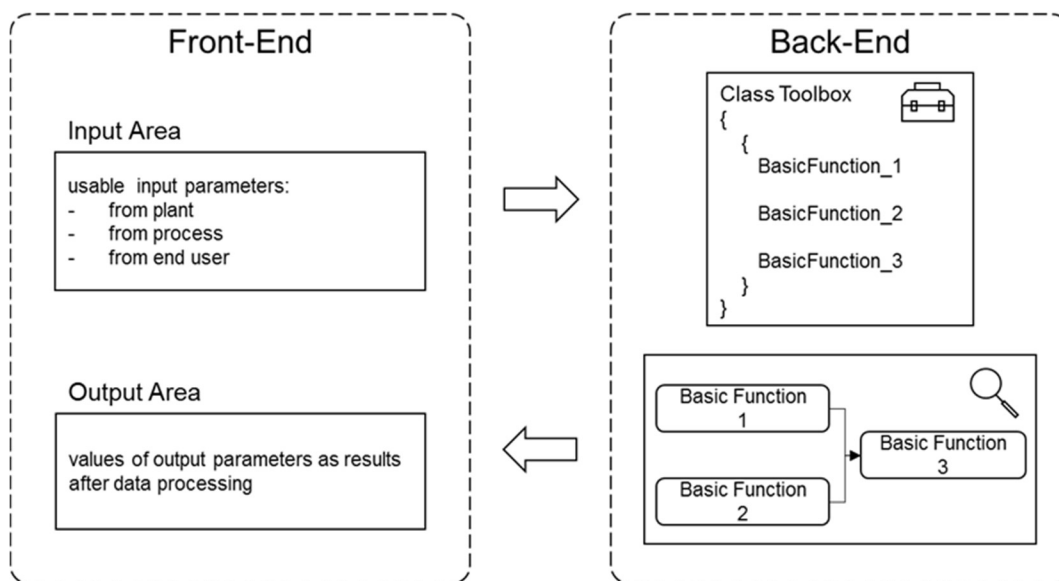 Front-End
Input Area
usable input parameters:
- from plant
- from process
- from end user
Output Area
values of output parameters as results
after data processing
Back-End
Class Toolbox
{
{
BasicFunction_1
BasicFunction_2
BasicFunction_3
}
}
Basic Function
1
Basic Function
2
Basic Function
3